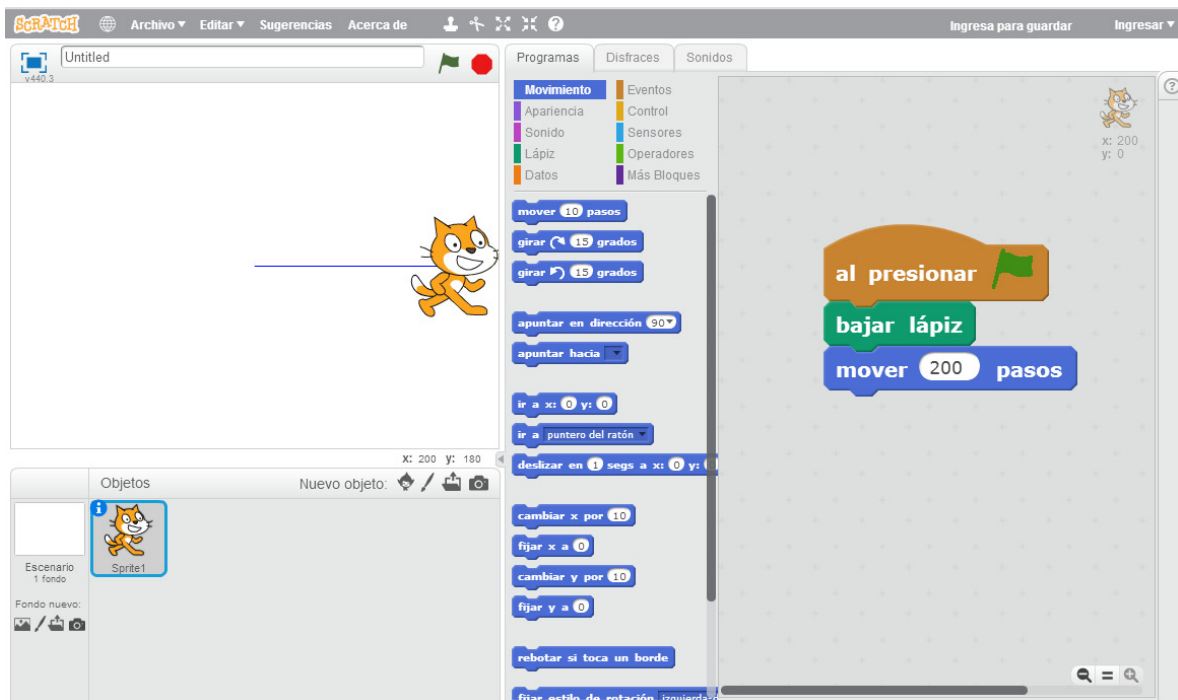 SCRATCH Archivo Editar Sugerencias Acerca de Ingresa para guardar Ingresar
Untitled
v440.3
Programas Disfraces Sonidos
Movimiento Eventos
Apariencia Control
Sonido Sensores
Lápiz Operadores
Datos Más Bloques
mover 10 pasos
girar 15 grados
girar 15 grados
apuntar en dirección 90
apuntar hacia
ir a x: 0 y: 0
ir a puntero del ratón
deslizar en 1 segs a x: 0 y:
cambiar x por 10
fijar x a 0
cambiar y por 10
fijar y a 0
rebotar si toca un borde
fijar estilo de rotación
x: 200
y: 0
al presionar
bajar lápiz
mover 200 pasos
X: 200 y: 180
Objetos Nuevo objeto:
Sprite1
Escenario
1 fondo
Fondo nuevo: